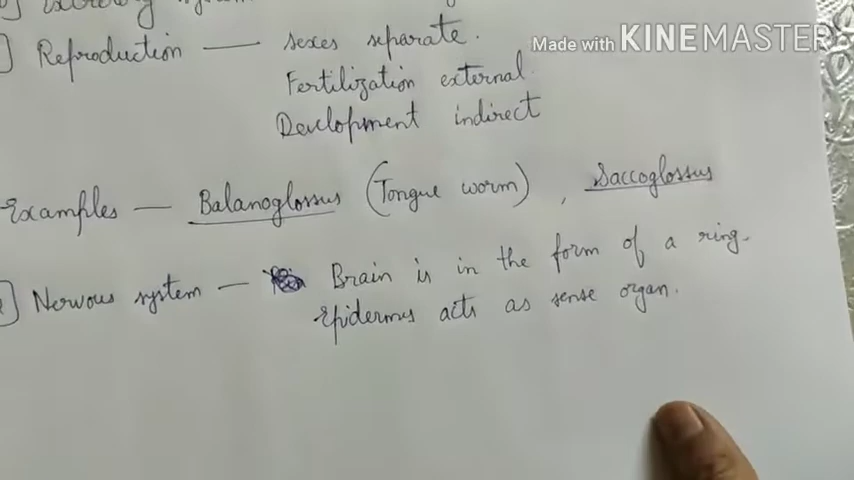 Made with KINEMASTER
Reproduction — sexes separate.
Fertilization external.
Development indirect
Examples — Balanoglossus (Tongue worm), Saccoglossus
Nervous system — Brain is in the form of a ring.
Epidermis acts as sense organ.